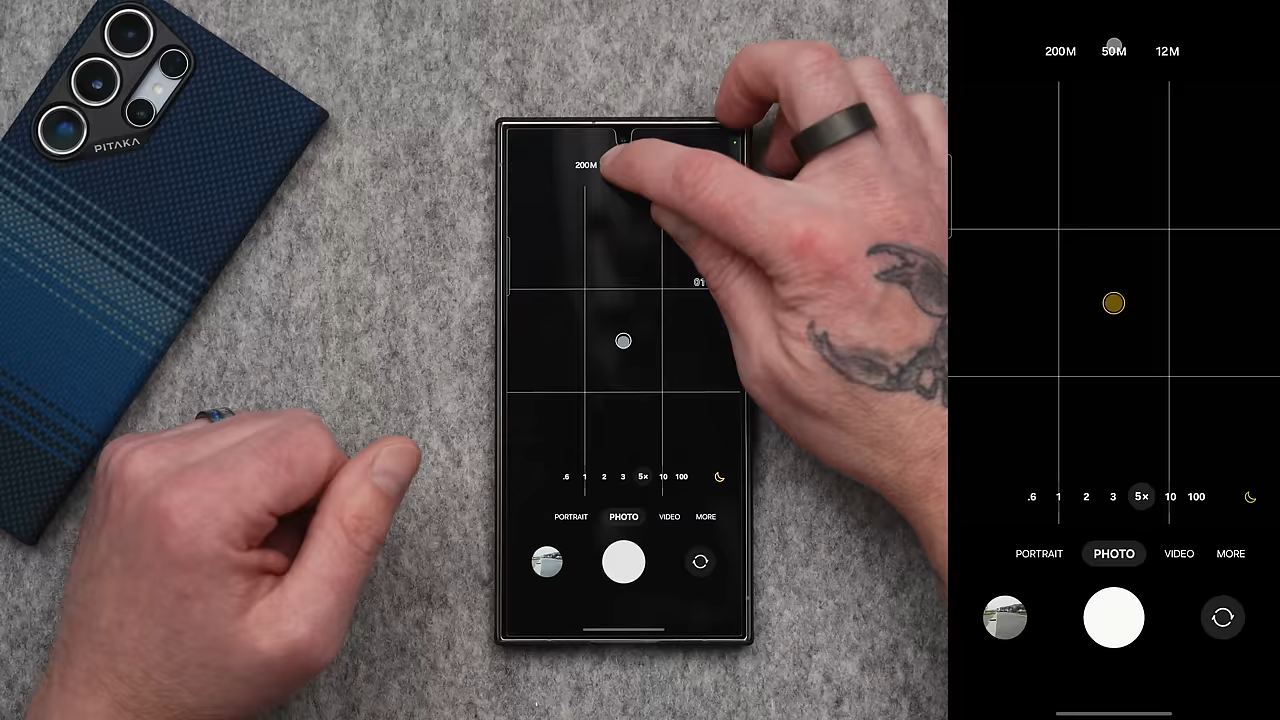 PITAKA
200M
01
.6 1 2 3 5× 10 100
PORTRAIT PHOTO VIDEO MORE
200M 50M 12M
.6 1 2 3 5× 10 100
PORTRAIT PHOTO VIDEO MORE